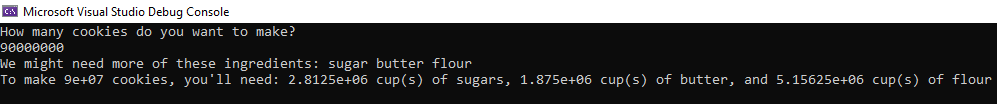 Microsoft Visual Studio Debug Console
How many cookies do you want to make?
90000000
We might need more of these ingredients: sugar butter flour
To make 9e+07 cookies, you'll need: 2.8125e+06 cup(s) of sugars, 1.875e+06 cup(s) of butter, and 5.15625e+06 cup(s) of flour